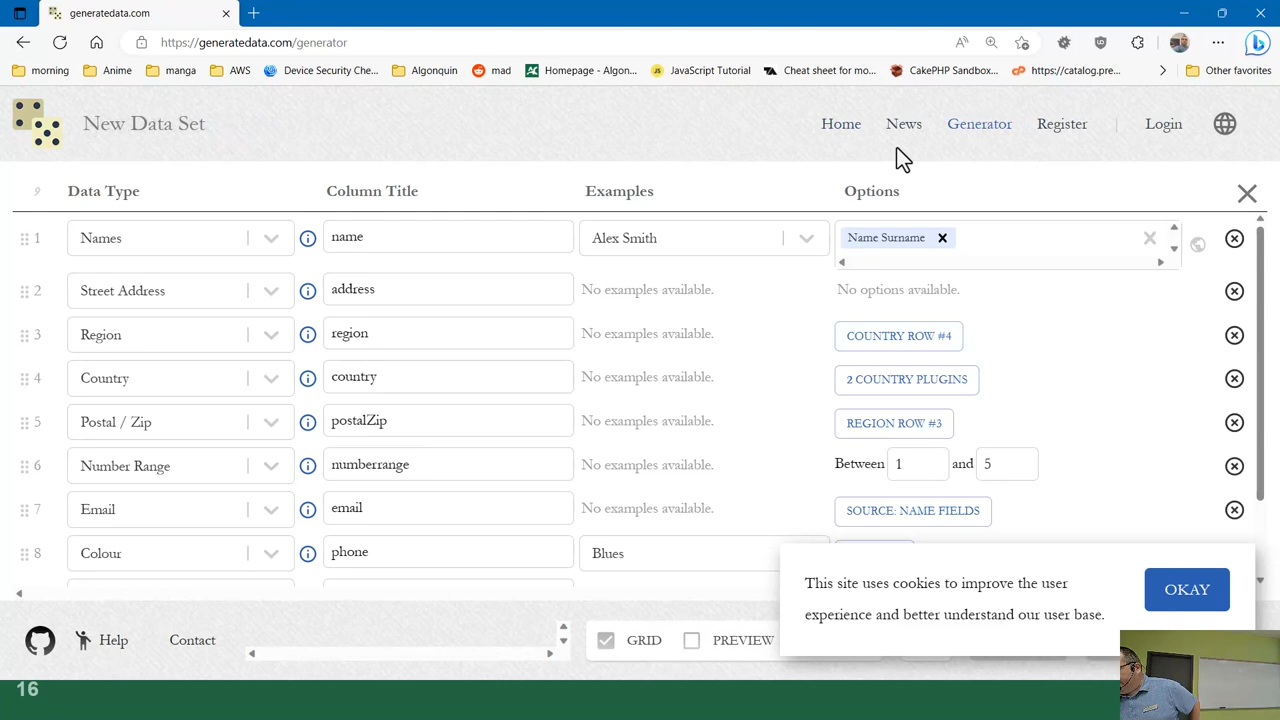 generatedata.com
https://generatedata.com/generator
morning Anime manga AWS Device Security Che... Algonquin mad Homepage - Algon... JavaScript Tutorial Cheat sheet for mo... CakePHP Sandbox... https://catalog.pre... Other favorites
New Data Set Home News Generator Register Login
9 Data Type Column Title Examples Options
1 Names name Alex Smith Name Surname
2 Street Address address No examples available. No options available.
3 Region region No examples available. COUNTRY ROW #4
4 Country country No examples available. 2 COUNTRY PLUGINS
5 Postal / Zip postalZip No examples available. REGION ROW #3
6 Number Range numberrange No examples available. Between 1 and 5
7 Email email No examples available. SOURCE: NAME FIELDS
8 Colour phone Blues
This site uses cookies to improve the user
experience and better understand our user base.
OKAY
Help Contact GRID PREVIEW
16